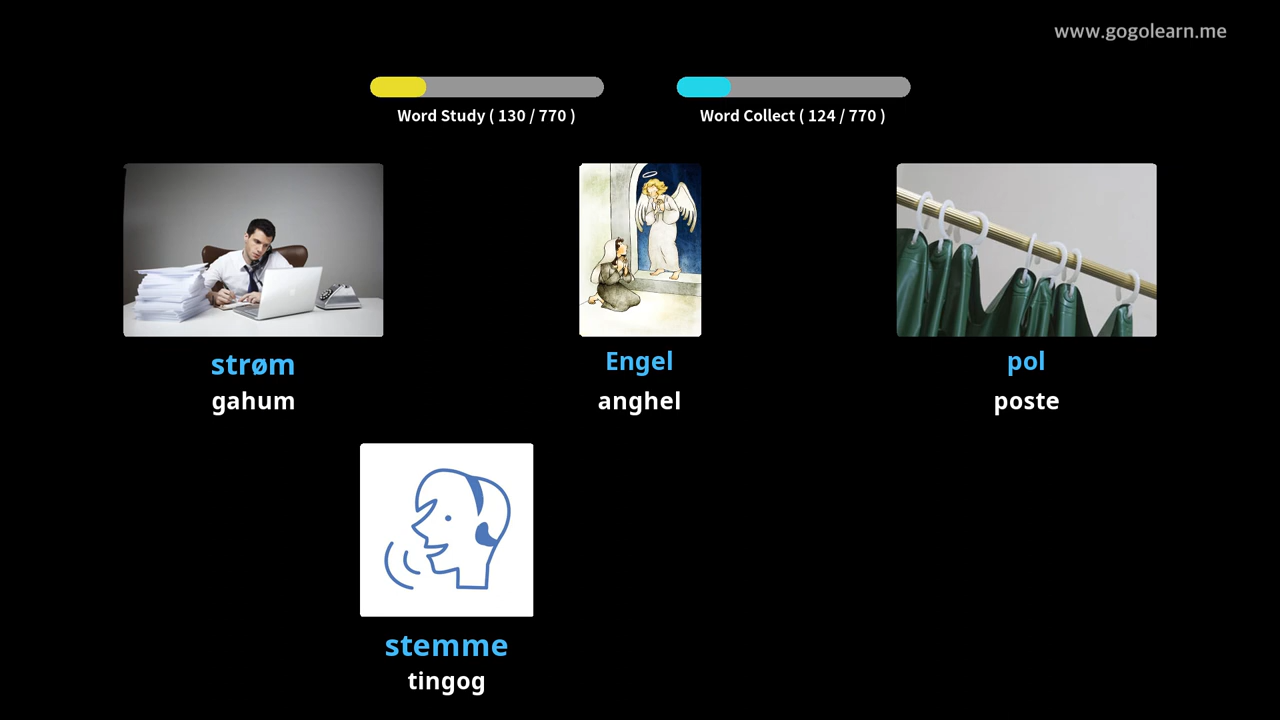 www.gogolearn.me
Word Study ( 130 / 770 )
Word Collect ( 124 / 770 )
strøm
gahum
Engel
anghel
pol
poste
stemme
tingog